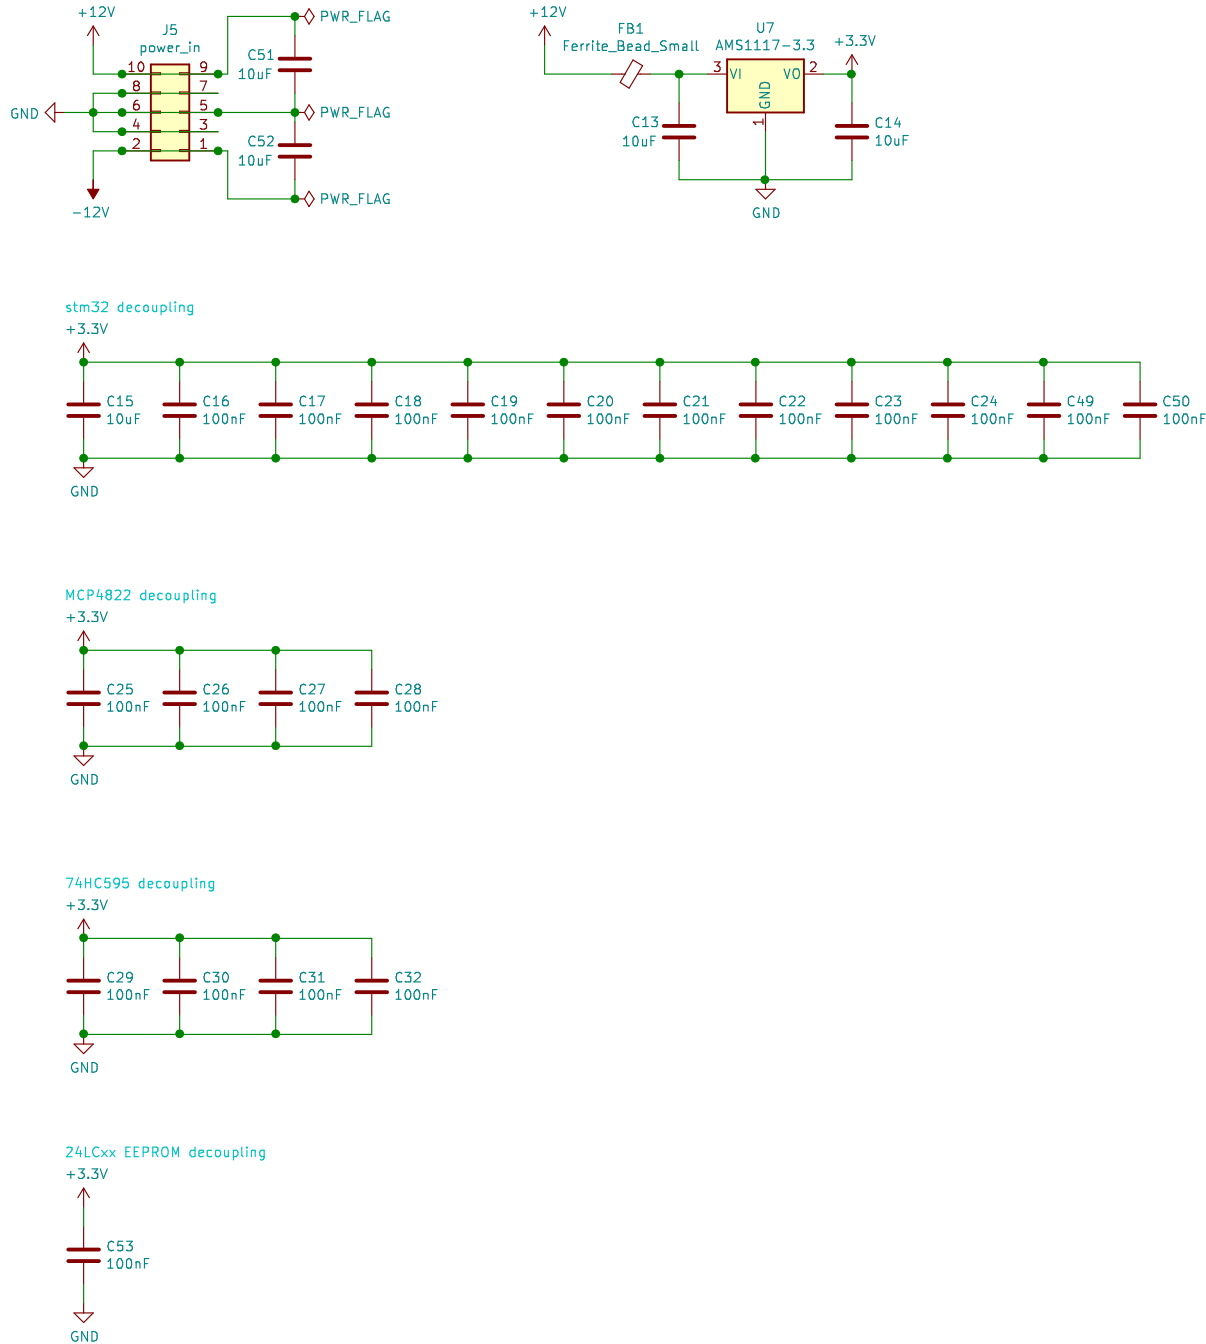 +12V
J5
power_in
PWR_FLAG
C51
10uF
10 9
8 7
GND 6 5 PWR_FLAG
4 3
2 1
C52
10uF
PWR_FLAG
-12V
+12V
FB1
Ferrite_Bead_Small
U7
AMS1117-3.3
+3.3V
3 VI VO 2
GND
1
C13
10uF
C14
10uF
GND
stm32 decoupling
+3.3V
C15 C16 C17 C18 C19 C20 C21 C22 C23 C24 C49 C50
10uF 100nF 100nF 100nF 100nF 100nF 100nF 100nF 100nF 100nF 100nF 100nF
GND
MCP4822 decoupling
+3.3V
C25 C26 C27 C28
100nF 100nF 100nF 100nF
GND
74HC595 decoupling
+3.3V
C29 C30 C31 C32
100nF 100nF 100nF 100nF
GND
24LCxx EEPROM decoupling
+3.3V
C53
100nF
GND